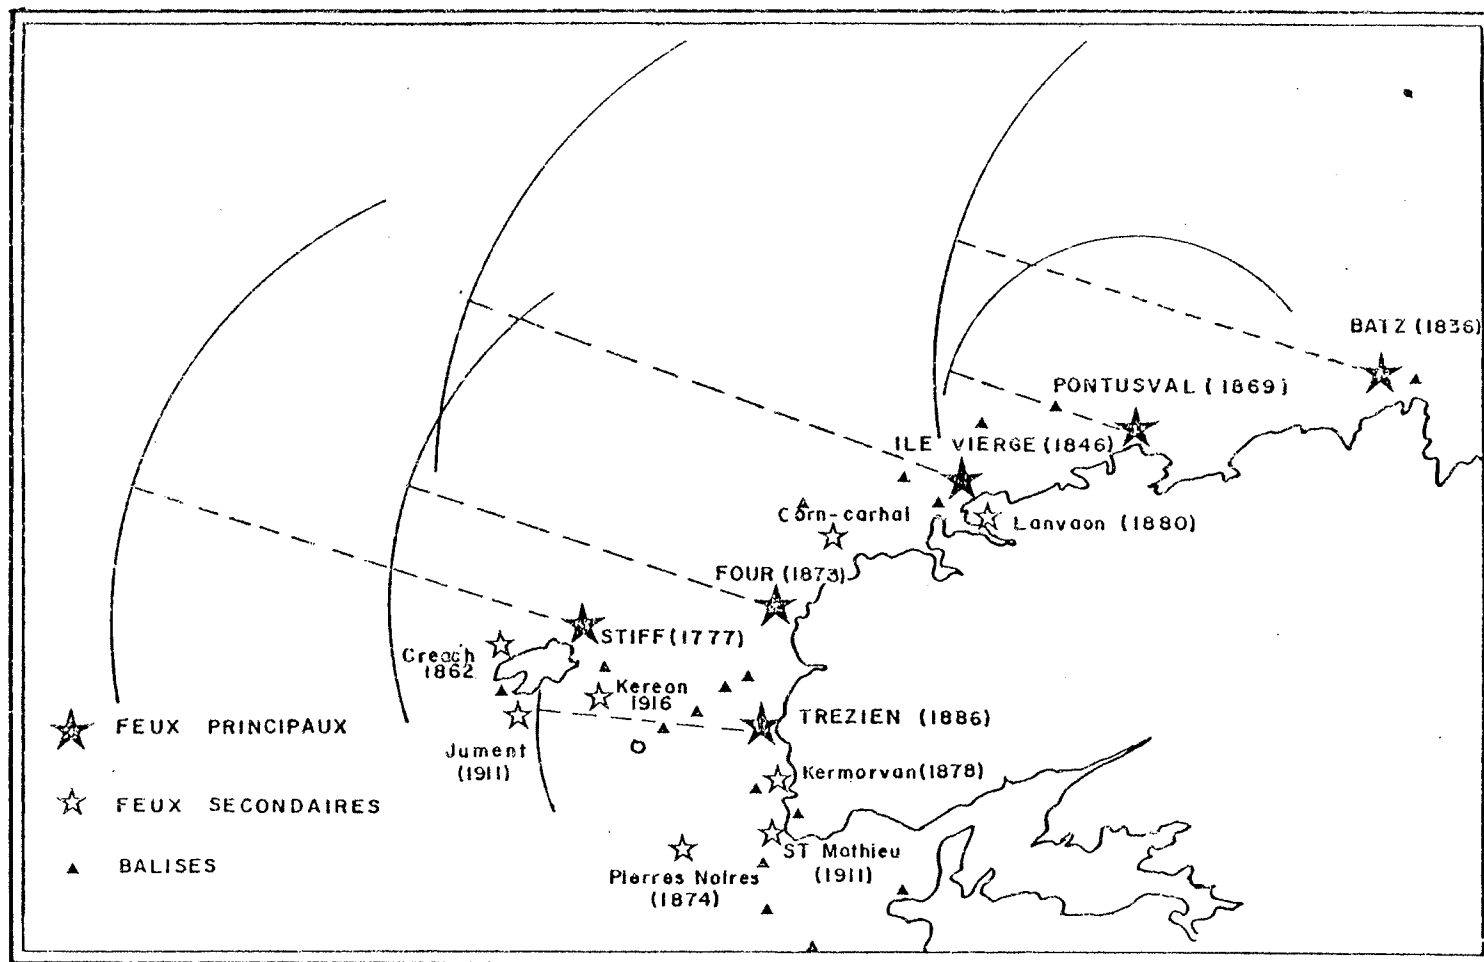 BATZ (1836)
PONTUSVAL (1869)
ILE VIERGE (1846)
Corn-carhal
Lanvaon (1880)
FOUR (1873)
STIFF (1777)
Creach
1862
Kereon
1916
TREZIEN (1886)
FEUX PRINCIPAUX
Jument
(1911)
Kermorvan (1878)
FEUX SECONDAIRES
ST Mathieu
(1911)
BALISES
Pierres Noires
(1874)